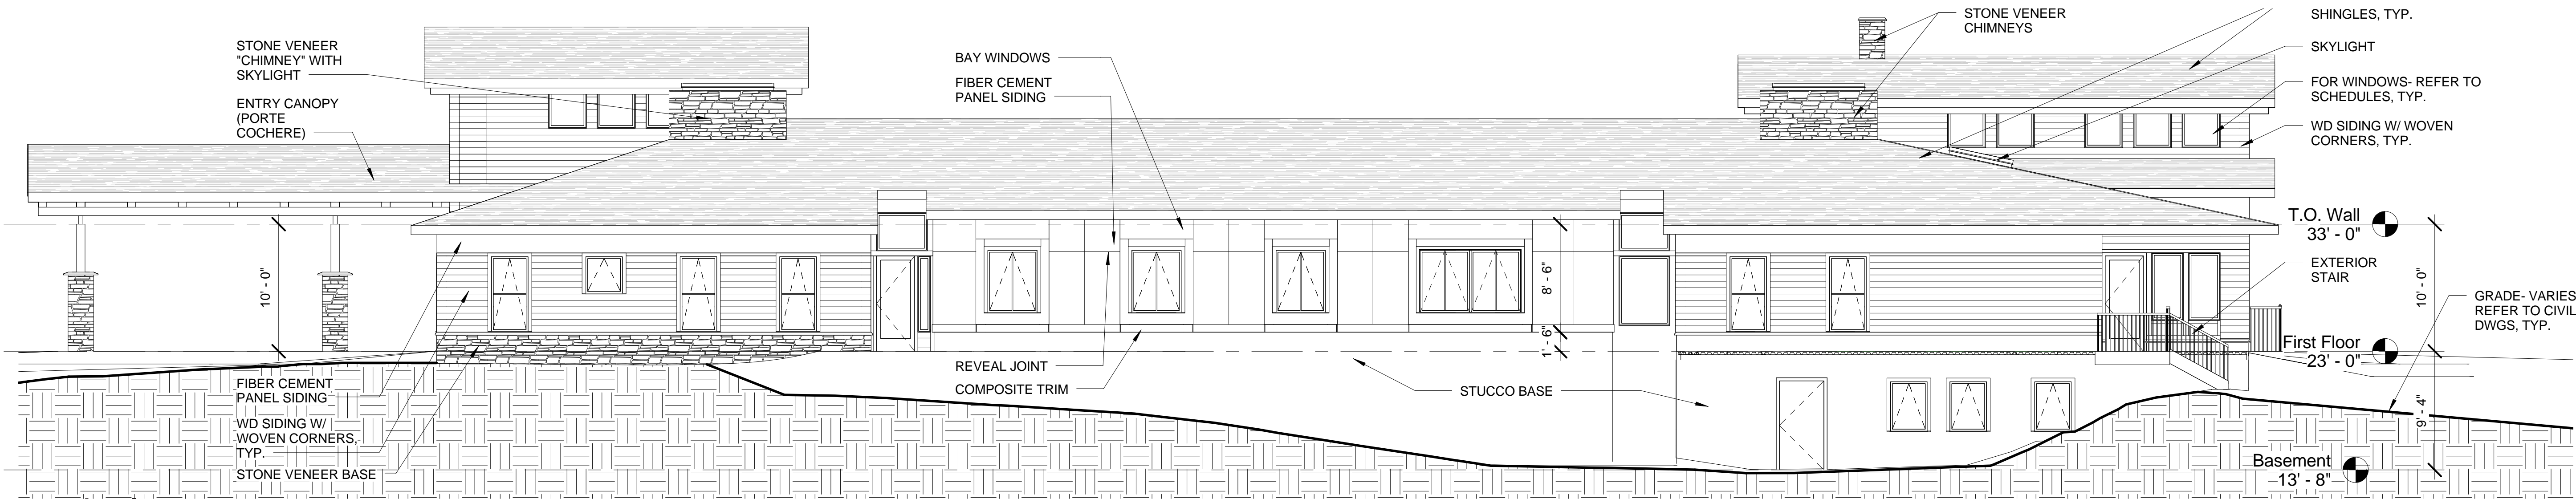 STONE VENEER
"CHIMNEY" WITH
SKYLIGHT
ENTRY CANOPY
(PORTE
COCHERE)
BAY WINDOWS
FIBER CEMENT
PANEL SIDING
STONE VENEER
CHIMNEYS
SHINGLES, TYP.
SKYLIGHT
FOR WINDOWS- REFER TO
SCHEDULES, TYP.
WD SIDING W/ WOVEN
CORNERS, TYP.
T.O. Wall
33' - 0"
EXTERIOR
STAIR
GRADE- VARIES
REFER TO CIVIL
DWGS, TYP.
First Floor
23' - 0"
10' - 0"
8' - 6"
1' - 6"
10' - 0"
9' - 4"
REVEAL JOINT
COMPOSITE TRIM
STUCCO BASE
FIBER CEMENT
PANEL SIDING
WD SIDING W/
WOVEN CORNERS,
TYP.
STONE VENEER BASE
Basement
13' - 8"